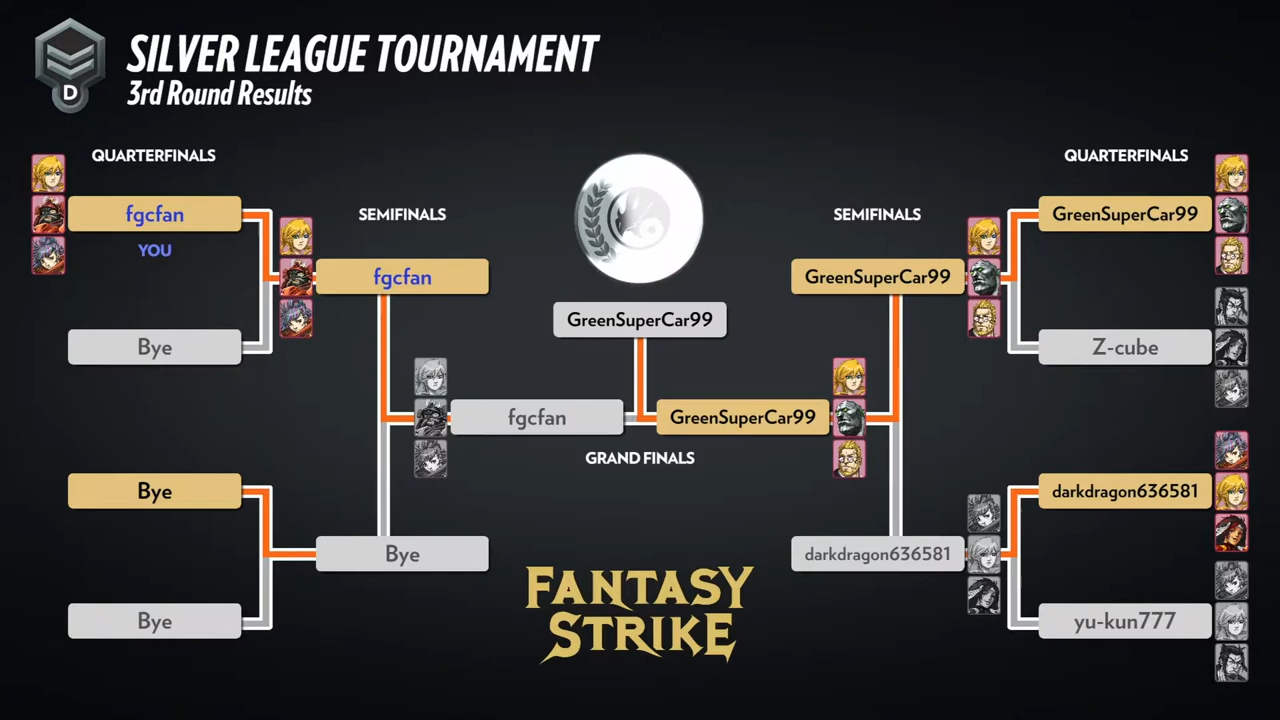 SILVER LEAGUE TOURNAMENT
3rd Round Results
D
QUARTERFINALS
fgcfan
YOU
Bye
Bye
Bye
SEMIFINALS
fgcfan
Bye
GreenSuperCar99
fgcfan
GreenSuperCar99
GRAND FINALS
FANTASY
STRIKE
SEMIFINALS
GreenSuperCar99
darkdragon636581
QUARTERFINALS
GreenSuperCar99
Z-cube
darkdragon636581
yu-kun777